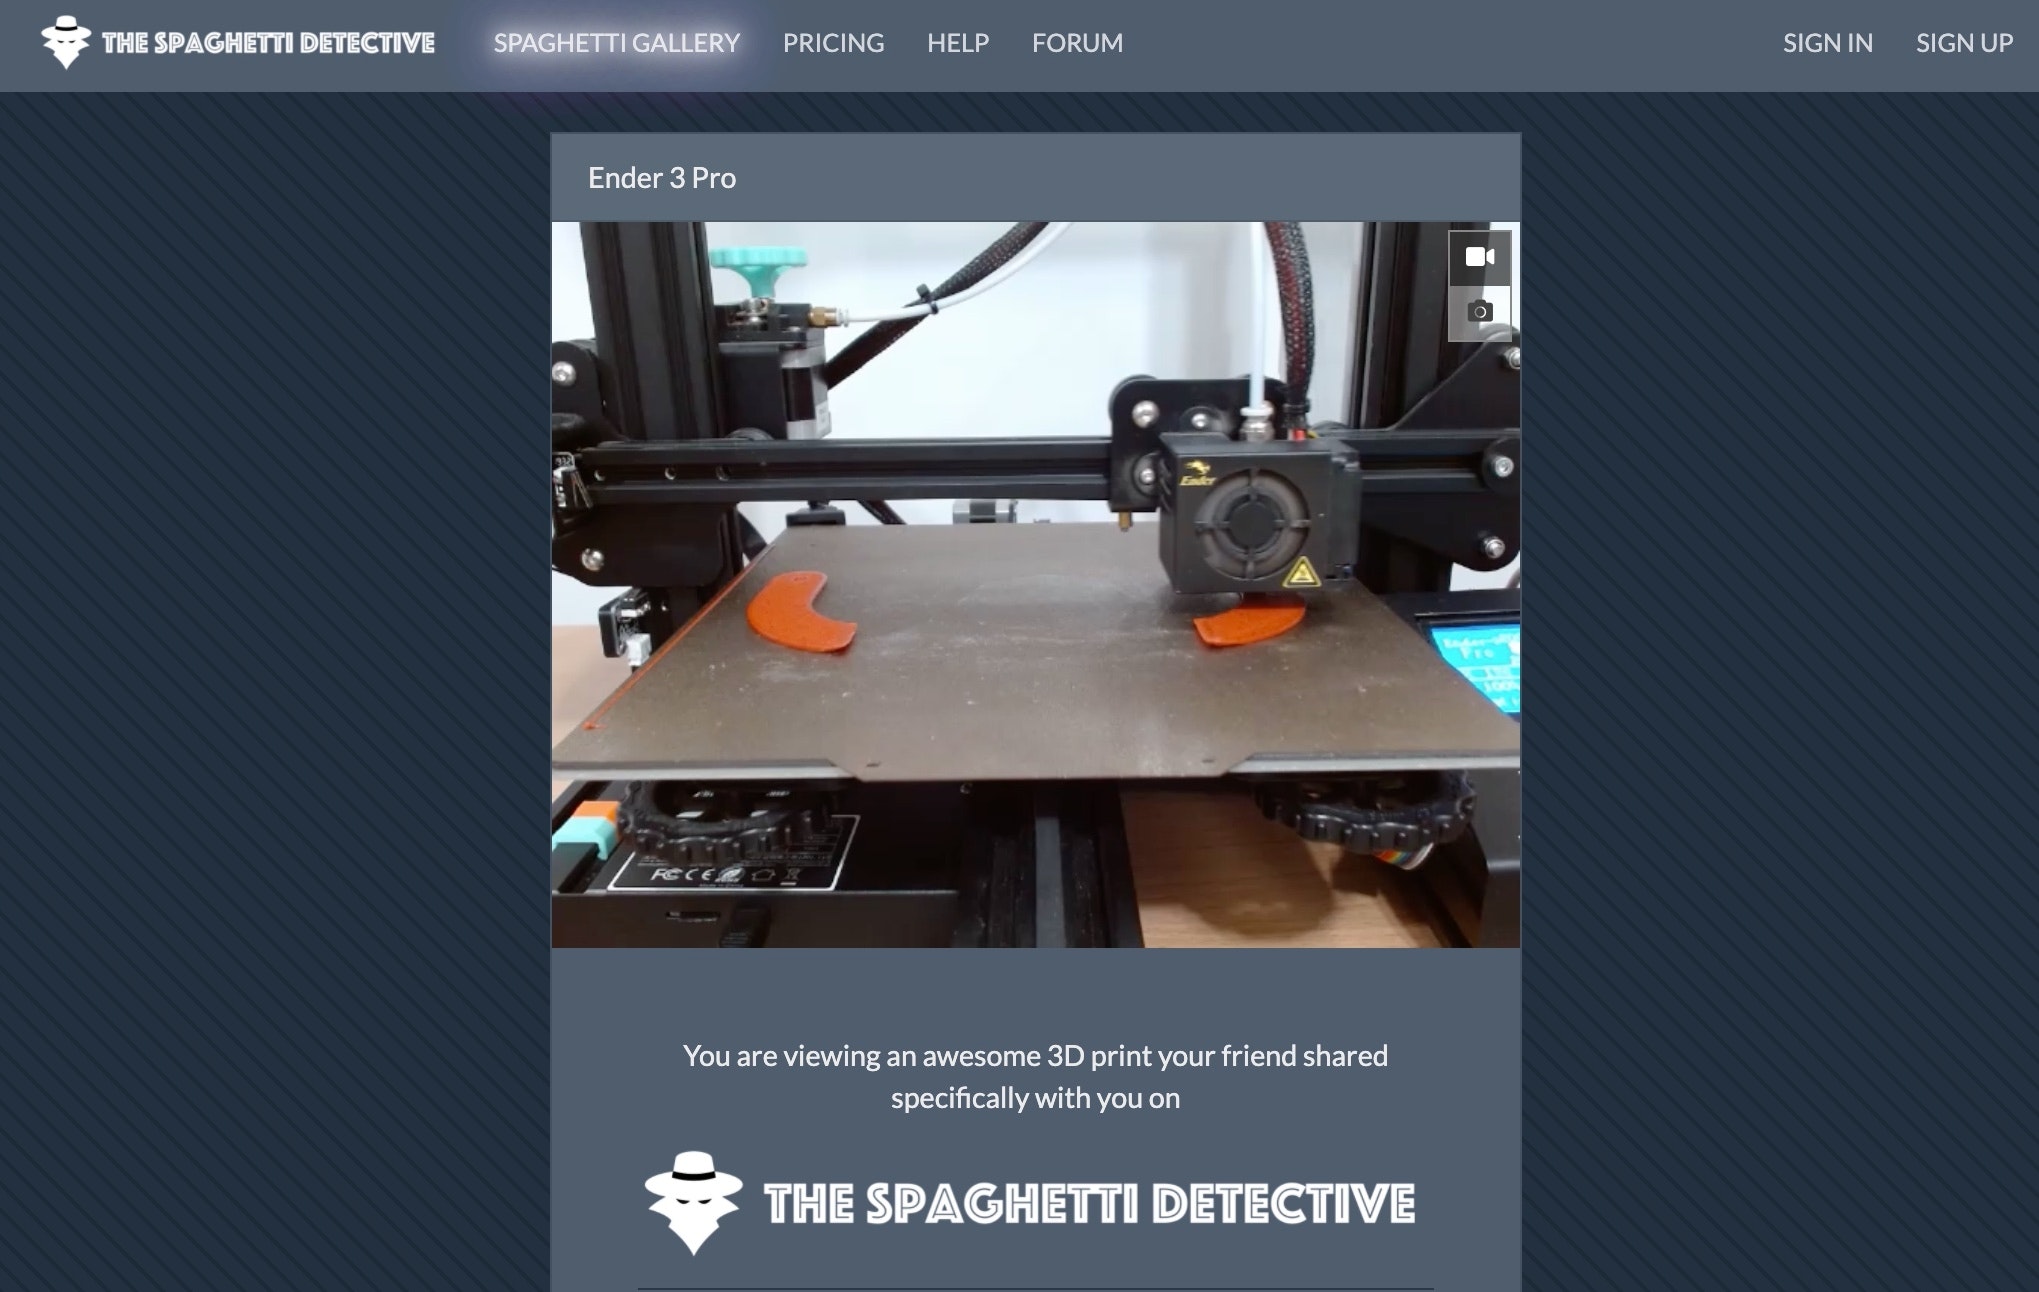 THE SPAGHETTI DETECTIVE
SPAGHETTI GALLERY
PRICING
HELP
FORUM
SIGN IN
SIGN UP
Ender 3 Pro
Ender
FC CE
You are viewing an awesome 3D print your friend shared
specifically with you on
THE SPAGHETTI DETECTIVE